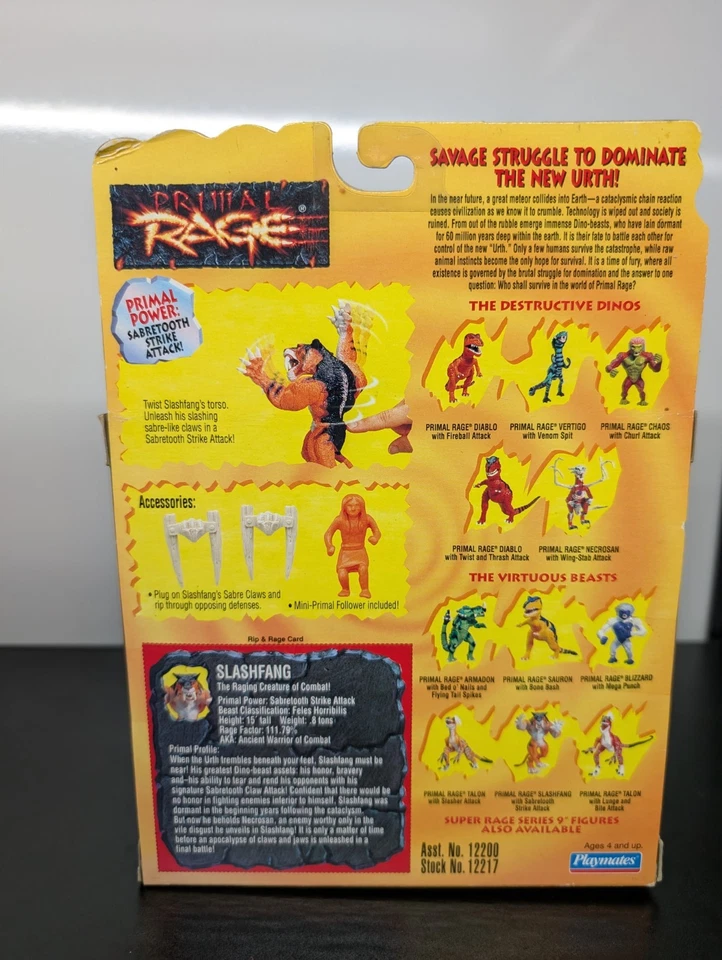 PRIMAL
RAGE®
PRIMAL
POWER:
SABRETOOTH
STRIKE
ATTACK!
Twist Slashfang's torso.
Unleash his slashing
sabre-like claws in a
Sabretooth Strike Attack!
Accessories:
• Plug on Slashfang's Sabre Claws and
rip through opposing defenses.
• Mini-Primal Follower included!
Rip & Rage Card
SLASHFANG
The Raging Creature of Combat!
Primal Power: Sabretooth Strike Attack
Beast Classification: Feles Horribilis
Height: 15' tall Weight: .8 tons
Rage Factor: 111.79%
AKA: Ancient Warrior of Combat
Primal Profile:
When the Urth trembles beneath your feet, Slashfang must be
near! His greatest Dino-beast assets: his honor, bravery
and—his ability to tear and rend his opponents with his
signature Sabretooth Claw Attack! Confident that there would be
no honor in fighting enemies inferior to himself, Slashfang was
dormant in the beginning years following the cataclysm.
But now he beholds Necrosan, an enemy worthy only in the
vile disgust he unveils in Slashfang! It is only a matter of time
before an apocalypse of claws and jaws is unleashed in a
final battle!
SAVAGE STRUGGLE TO DOMINATE
THE NEW URTH!
In the near future, a great meteor collides into Earth—a cataclysmic chain reaction
causes civilization as we know it to crumble. Technology is wiped out and society is
ruined. From out of the rubble emerge immense Dino-beasts, who have lain dormant
for 60 million years deep within the earth. It is their fate to battle each other for
control of the new "Urth." Only a few humans survive the catastrophe, while raw
animal instincts become the only hope for survival. It is a time of fury, where all
existence is governed by the brutal struggle for domination and the answer to one
question: Who shall survive in the world of Primal Rage?
THE DESTRUCTIVE DINOS
PRIMAL RAGE® DIABLO
with Fireball Attack
PRIMAL RAGE® VERTIGO
with Venom Spit
PRIMAL RAGE® CHAOS
with Churl Attack
PRIMAL RAGE® DIABLO
with Twist and Thrash Attack
PRIMAL RAGE® NECROSAN
with Wing-Stab Attack
THE VIRTUOUS BEASTS
PRIMAL RAGE® ARMADON
with Bed o' Nails and
Flying Tail Spikes
PRIMAL RAGE® SAURON
with Bone Bash
PRIMAL RAGE® BLIZZARD
with Mega Punch
PRIMAL RAGE® TALON
with Slasher Attack
PRIMAL RAGE® SLASHFANG
with Sabretooth
Strike Attack
PRIMAL RAGE® TALON
with Lunge and
Bite Attack
SUPER RAGE SERIES 9" FIGURES
ALSO AVAILABLE
Asst. No. 12200
Stock No. 12217
Ages 4 and up.
Playmates®